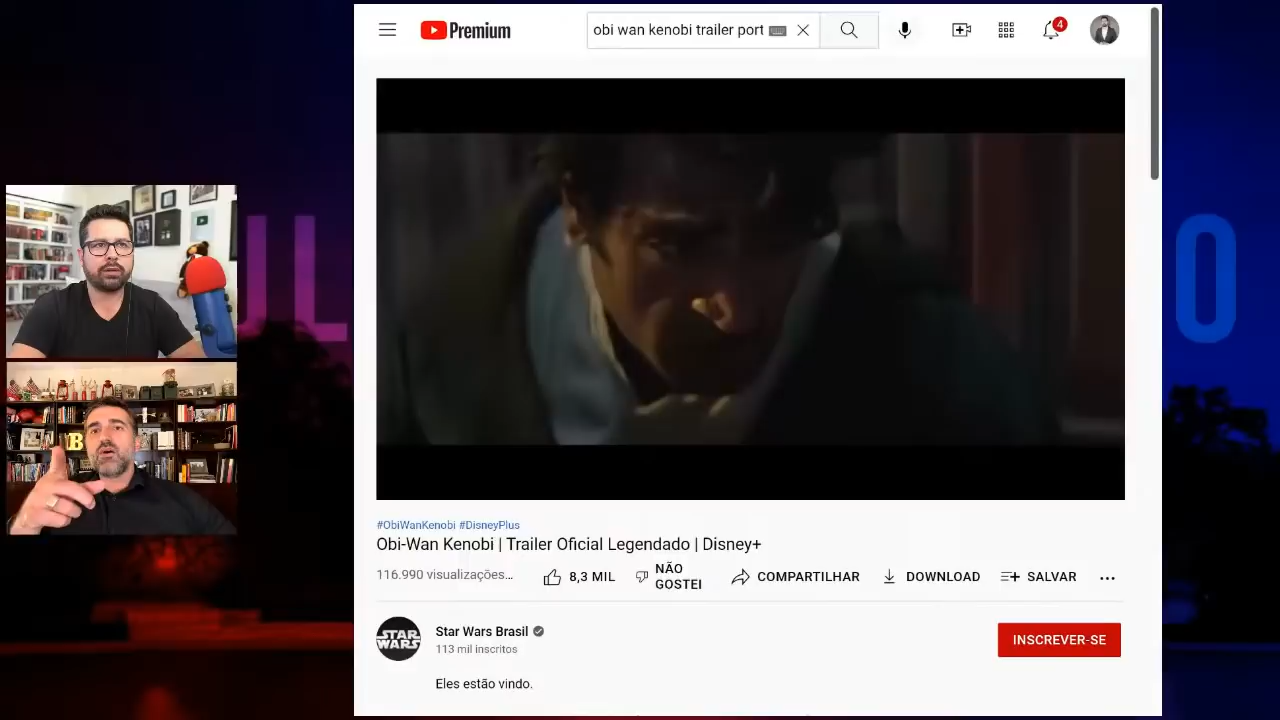 Premium
obi wan kenobi trailer port
4
IL
O
B
#ObiWanKenobi #DisneyPlus
Obi-Wan Kenobi | Trailer Oficial Legendado | Disney+
116.990 visualizações...
8,3 MIL
NÃO
GOSTEI
COMPARTILHAR
DOWNLOAD
SALVAR
STAR
WARS
Star Wars Brasil
113 mil inscritos
INSCREVER-SE
Eles estão vindo.